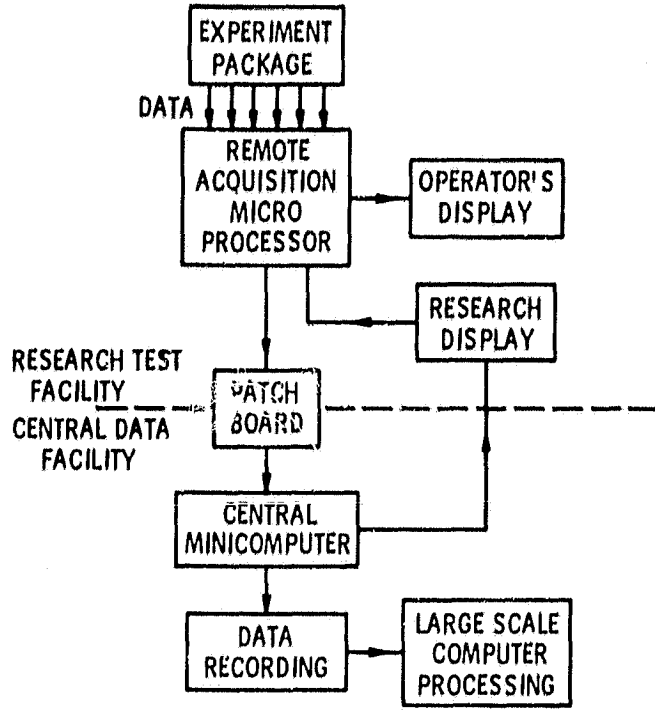 EXPERIMENT
PACKAGE
DATA
REMOTE
ACQUISITION
MICRO
PROCESSOR
OPERATOR'S
DISPLAY
RESEARCH
DISPLAY
RESEARCH TEST
FACILITY
PATCH
BOARD
CENTRAL DATA
FACILITY
CENTRAL
MINICOMPUTER
DATA
RECORDING
LARGE SCALE
COMPUTER
PROCESSING